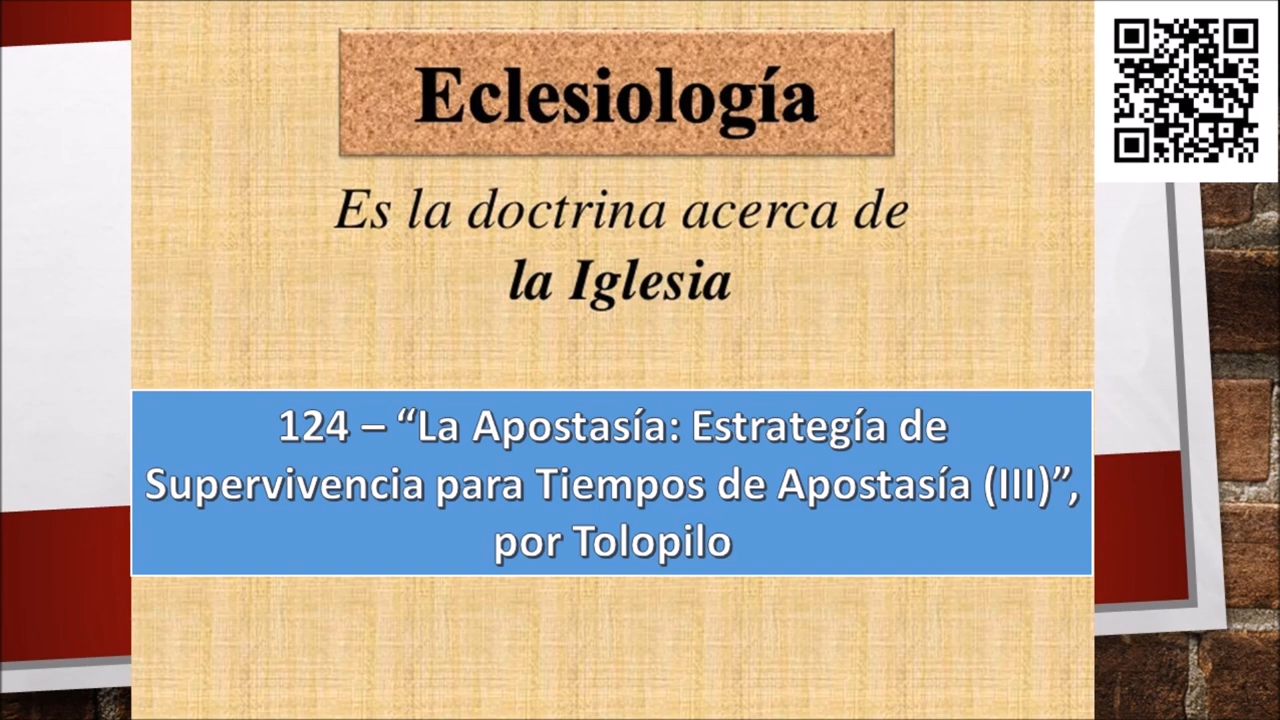 Eclesiología
Es la doctrina acerca de
la Iglesia
124 – “La Apostasía: Estrategía de
Supervivencia para Tiempos de Apostasía (III)”,
por Tolopilo